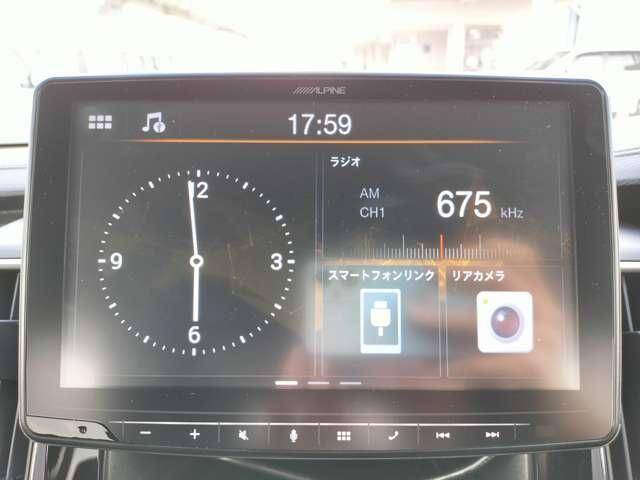 ALPINE
17:59
ラジオ
AM
CH1
675 kHz
12
9
3
6
スマートフォンリンク
リアカメラ